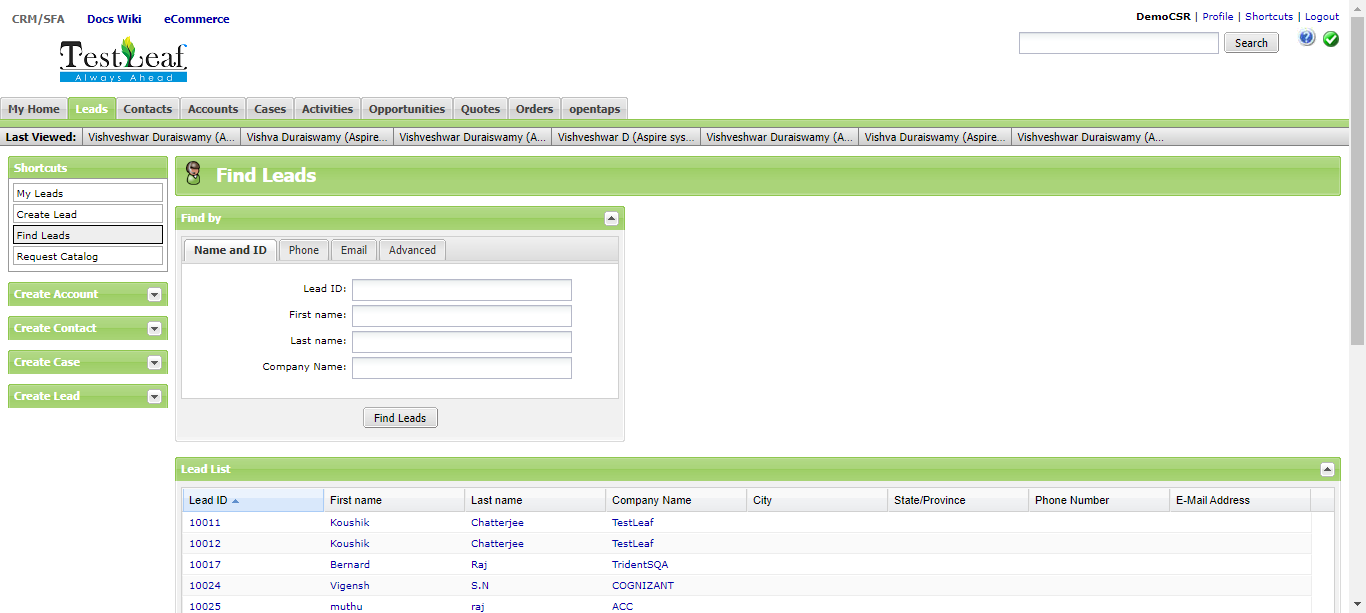 CRM/SFA Docs Wiki eCommerce
DemoCSR | Profile | Shortcuts | Logout
TestLeaf
Always Ahead
Search
My Home Leads Contacts Accounts Cases Activities Opportunities Quotes Orders opentaps
Last Viewed: Vishveshwar Duraiswamy (A... Vishva Duraiswamy (Aspire... Vishveshwar Duraiswamy (A... Vishveshwar D (Aspire sys... Vishveshwar Duraiswamy (A... Vishva Duraiswamy (Aspire... Vishveshwar Duraiswamy (A...
Shortcuts
My Leads
Create Lead
Find Leads
Request Catalog
Create Account
Create Contact
Create Case
Create Lead
Find Leads
Find by
Name and ID Phone Email Advanced
Lead ID:
First name:
Last name:
Company Name:
Find Leads
Lead List
Lead ID First name Last name Company Name City State/Province Phone Number E-Mail Address
10011 Koushik Chatterjee TestLeaf
10012 Koushik Chatterjee TestLeaf
10017 Bernard Raj TridentSQA
10024 Vigensh S.N COGNIZANT
10025 muthu raj ACC